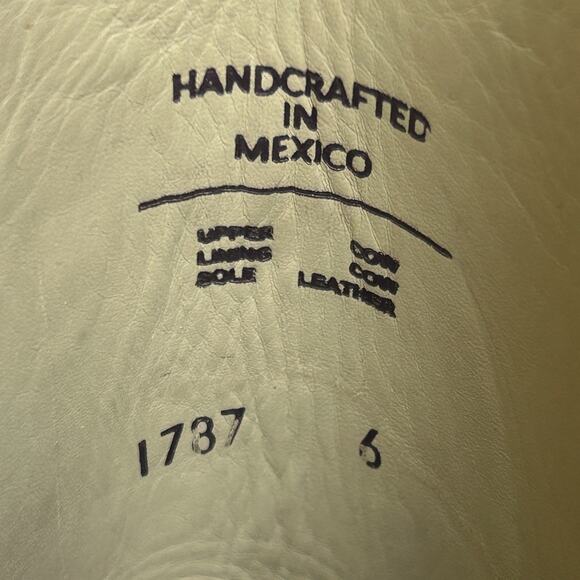 HANDCRAFTED
IN
MEXICO
UPPER COW
LINING COW
SOLE LEATHER
1787 6